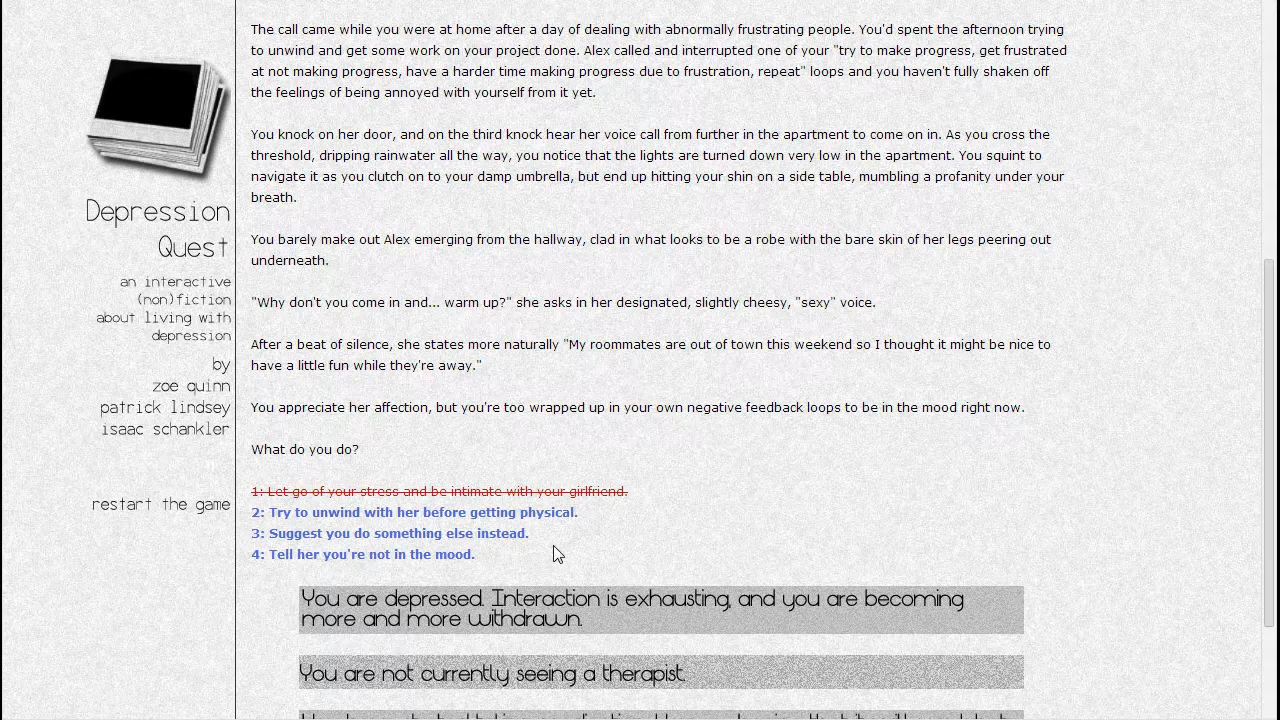 The call came while you were at home after a day of dealing with abnormally frustrating people. You'd spent the afternoon trying
to unwind and get some work on your project done. Alex called and interrupted one of your "try to make progress, get frustrated
at not making progress, have a harder time making progress due to frustration, repeat" loops and you haven't fully shaken off
the feelings of being annoyed with yourself from it yet.
You knock on her door, and on the third knock hear her voice call from further in the apartment to come on in. As you cross the
threshold, dripping rainwater all the way, you notice that the lights are turned down very low in the apartment. You squint to
navigate it as you clutch on to your damp umbrella, but end up hitting your shin on a side table, mumbling a profanity under your
breath.
You barely make out Alex emerging from the hallway, clad in what looks to be a robe with the bare skin of her legs peering out
underneath.
"Why don't you come in and... warm up?" she asks in her designated, slightly cheesy, "sexy" voice.
After a beat of silence, she states more naturally "My roommates are out of town this weekend so I thought it might be nice to
have a little fun while they're away."
You appreciate her affection, but you're too wrapped up in your own negative feedback loops to be in the mood right now.
What do you do?
1: Let go of your stress and be intimate with your girlfriend.
2: Try to unwind with her before getting physical.
3: Suggest you do something else instead.
4: Tell her you're not in the mood.
You are depressed. Interaction is exhausting, and you are becoming
more and more withdrawn.
You are not currently seeing a therapist.
Depression
Quest
an interactive
(non)fiction
about living with
depression
by
zoe quinn
patrick lindsey
isaac schankler
restart the game